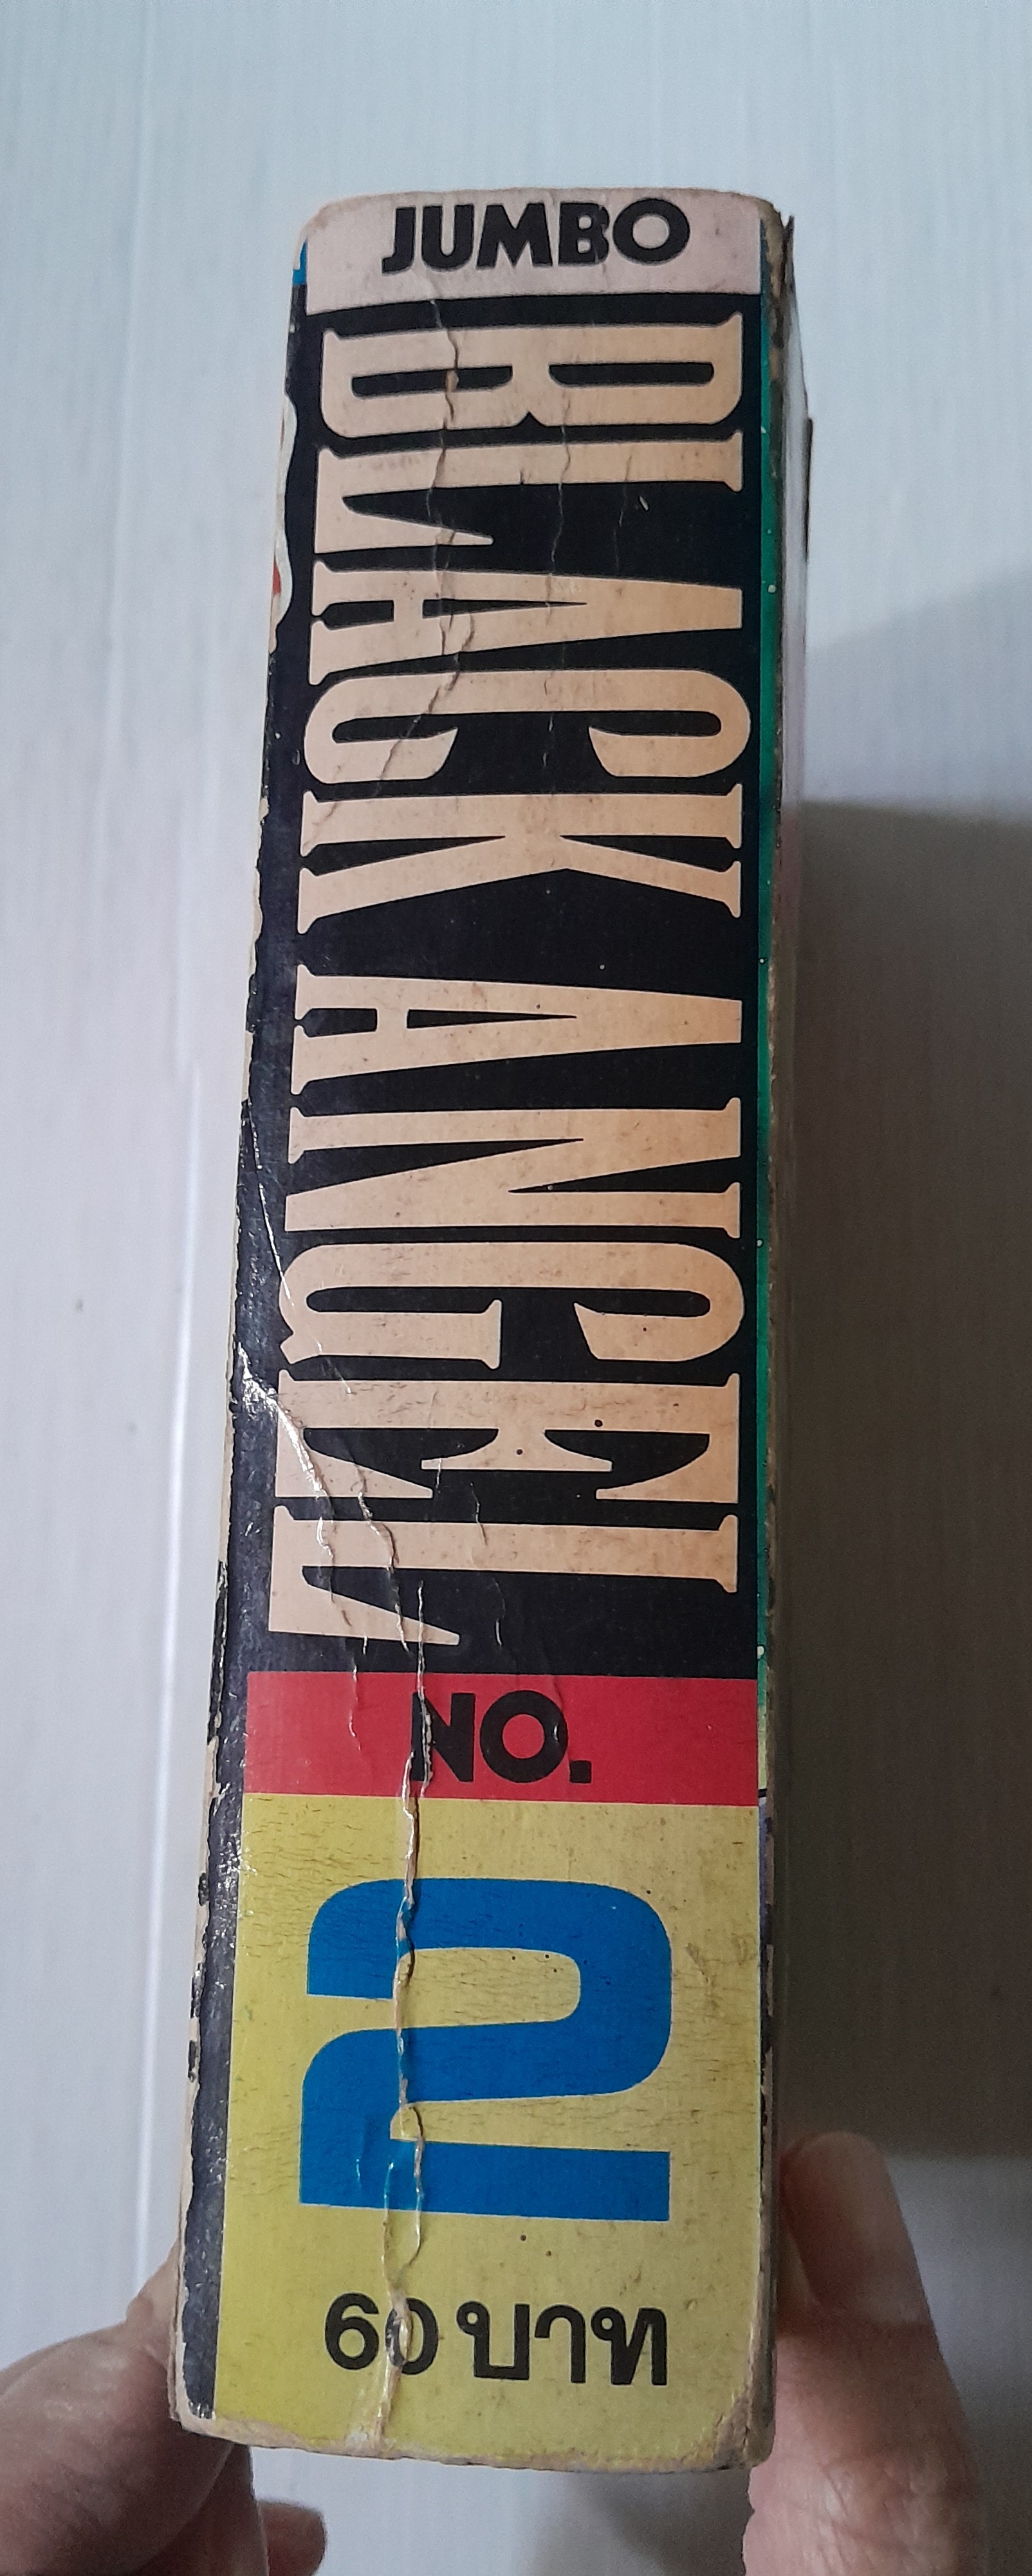 JUMBO
BLACK ANGEL
NO.
2
60 บาท